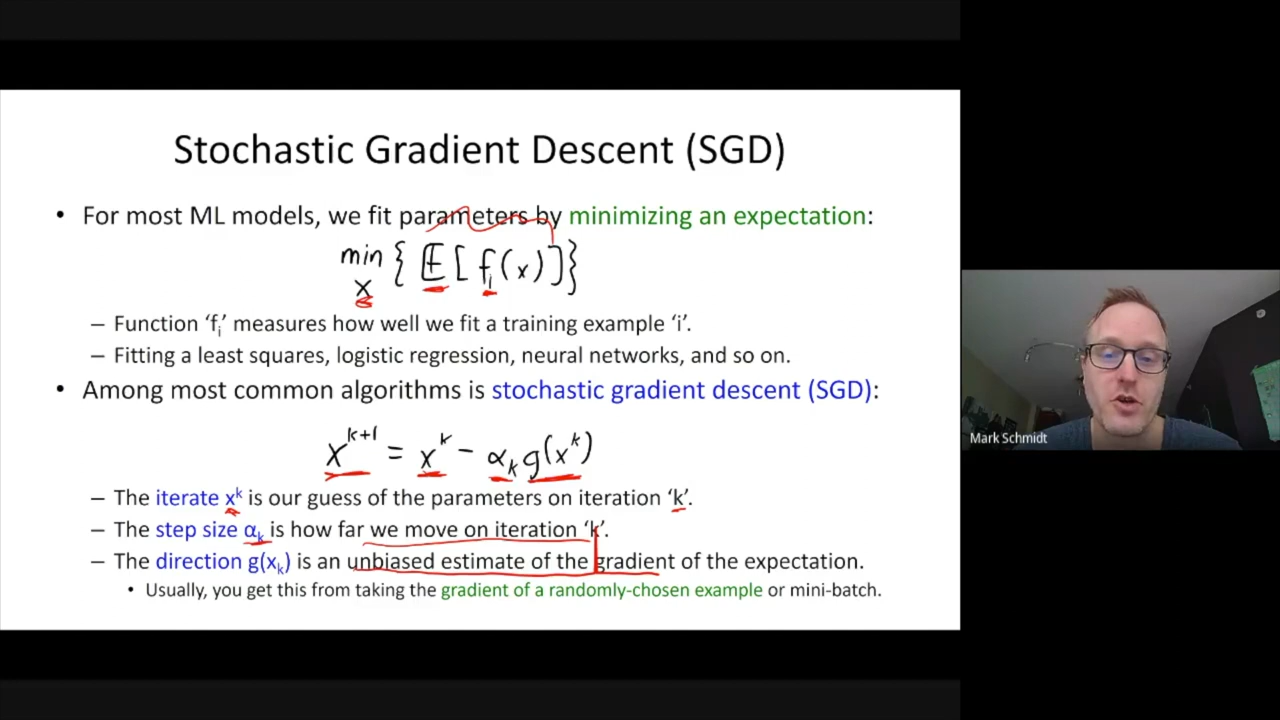 Stochastic Gradient Descent (SGD)
• For most ML models, we fit parameters by minimizing an expectation:
min { E [ fᵢ(x) ] }
x
– Function ‘fᵢ’ measures how well we fit a training example ‘i’.
– Fitting a least squares, logistic regression, neural networks, and so on.
• Among most common algorithms is stochastic gradient descent (SGD):
xᵏ⁺¹ = xᵏ − αₖ g(xᵏ)
– The iterate xᵏ is our guess of the parameters on iteration ‘k’.
– The step size αₖ is how far we move on iteration ‘k’.
– The direction g(xₖ) is an unbiased estimate of the gradient of the expectation.
• Usually, you get this from taking the gradient of a randomly-chosen example or mini-batch.
Mark Schmidt